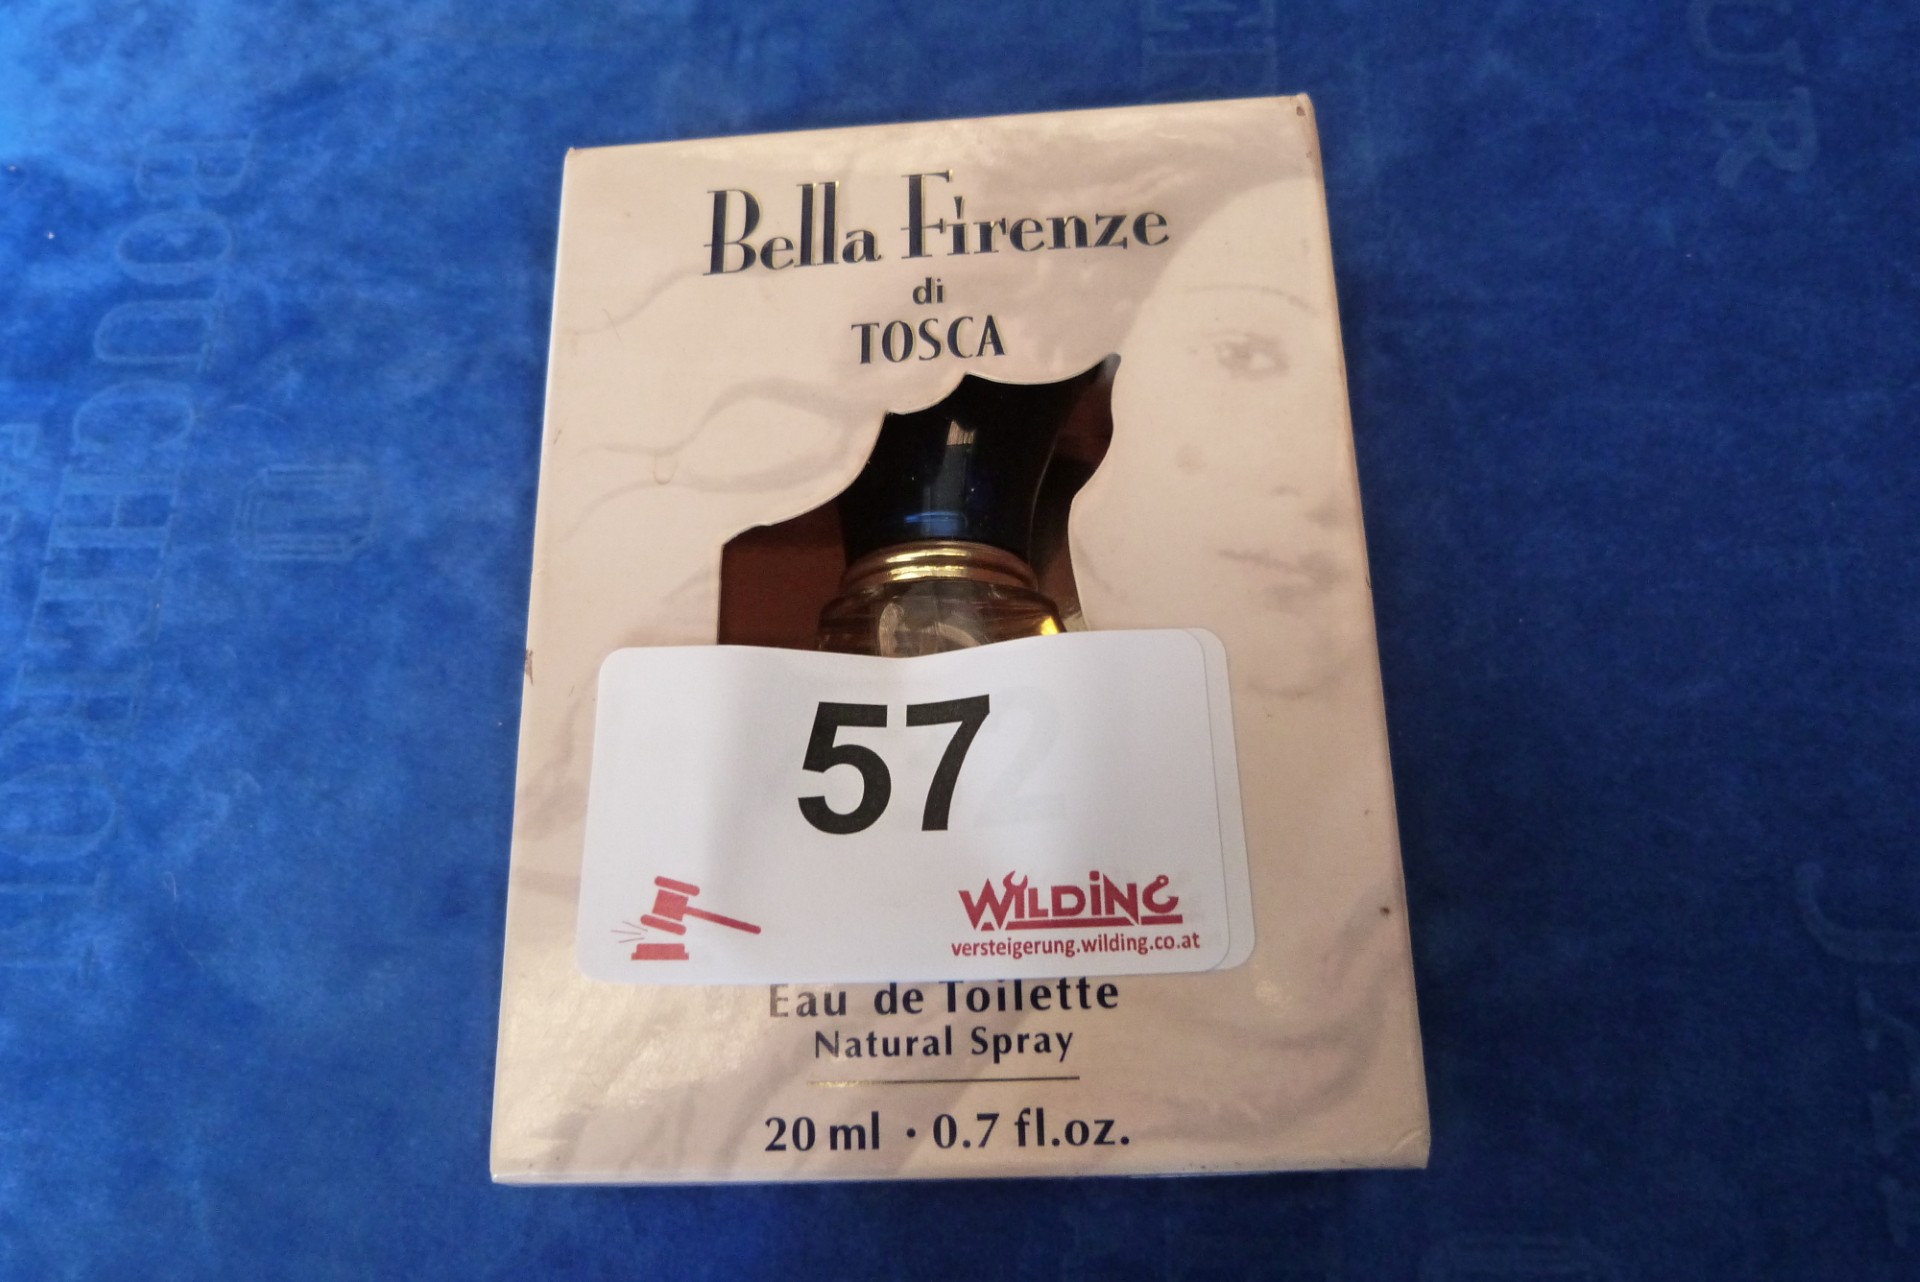 Bella Firenze
di
TOSCA
57
WILDING
versteigerung.wilding.co.at
Eau de Toilette
Natural Spray
20 ml · 0.7 fl.oz.
BOUCHERON